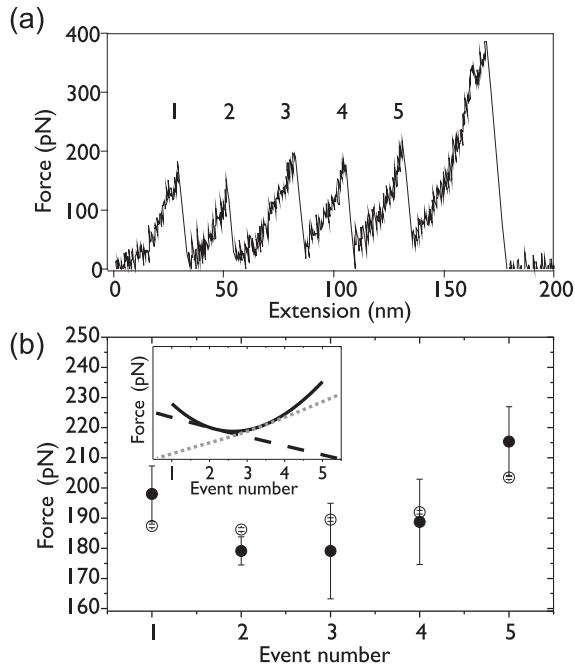 (a)
400
300
200
100
0
Force (pN)
1 2 3 4 5
0 50 100 150 200
Extension (nm)
(b)
250
240
230
220
210
200
190
180
170
160
Force (pN)
Force (pN)
1 2 3 4 5
Event number
1 2 3 4 5
Event number